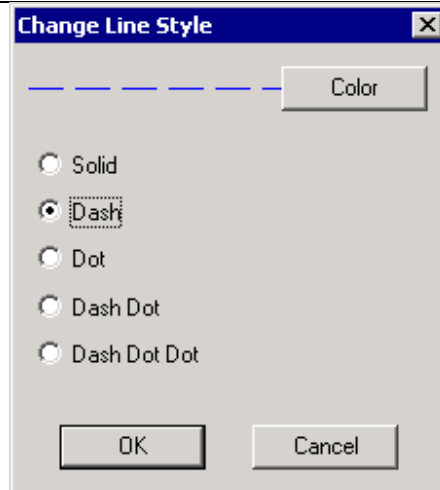 Change Line Style
Color
Solid
Dash
Dot
Dash Dot
Dash Dot Dot
OK
Cancel